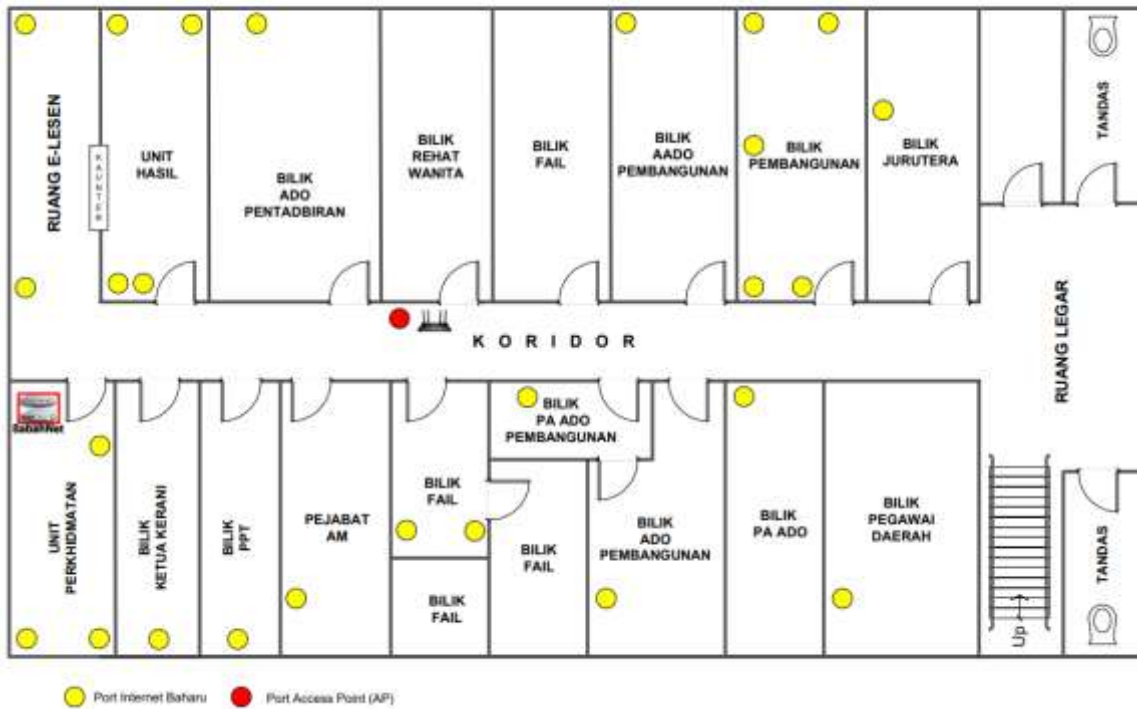 RUANG E-LESEN
KAUNTER
UNIT
HASIL
BILIK
ADO
PENTADBIRAN
BILIK
REHAT
WANITA
BILIK
FAIL
BILIK
AADO
PEMBANGUNAN
BILIK
PEMBANGUNAN
BILIK
JURUTERA
TANDAS
KORIDOR
RUANG LEGAR
SabahNet
UNIT
PERKHIDMATAN
BILIK
KETUA KERANI
BILIK
PPT
PEJABAT
AM
BILIK
FAIL
BILIK
FAIL
BILIK
PA ADO
PEMBANGUNAN
BILIK
FAIL
BILIK
ADO
PEMBANGUNAN
BILIK
PA ADO
BILIK
PEGAWAI
DAERAH
Up
TANDAS
Port Internet Baharu
Port Access Point (AP)